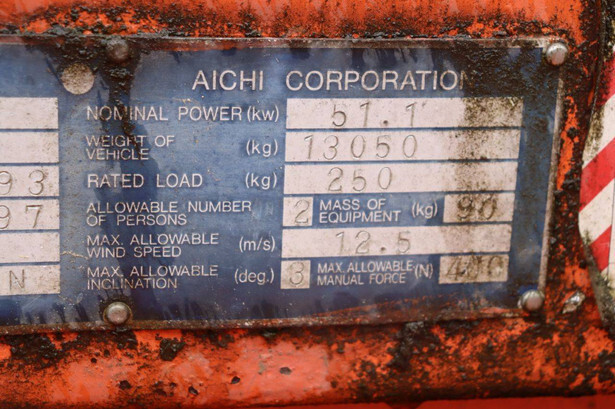 AICHI CORPORATION
NOMINAL POWER (kw) 51.1
WEIGHT OF VEHICLE (kg) 13050
93 RATED LOAD (kg) 250
97 ALLOWABLE NUMBER OF PERSONS 2 MASS OF EQUIPMENT (kg) 90
MAX. ALLOWABLE WIND SPEED (m/s) 12.5
N MAX. ALLOWABLE INCLINATION (deg.) 3 MAX. ALLOWABLE MANUAL FORCE (N) 400